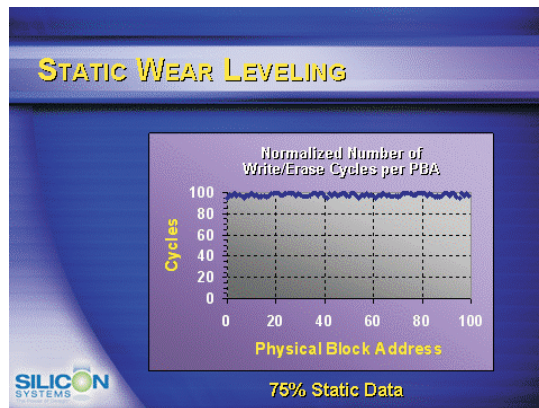 STATIC WEAR LEVELING
Normalized Number of
Write/Erase Cycles per PBA
Cycles
100
80
60
40
20
0
0 20 40 60 80 100
Physical Block Address
SILICON
SYSTEMS
75% Static Data